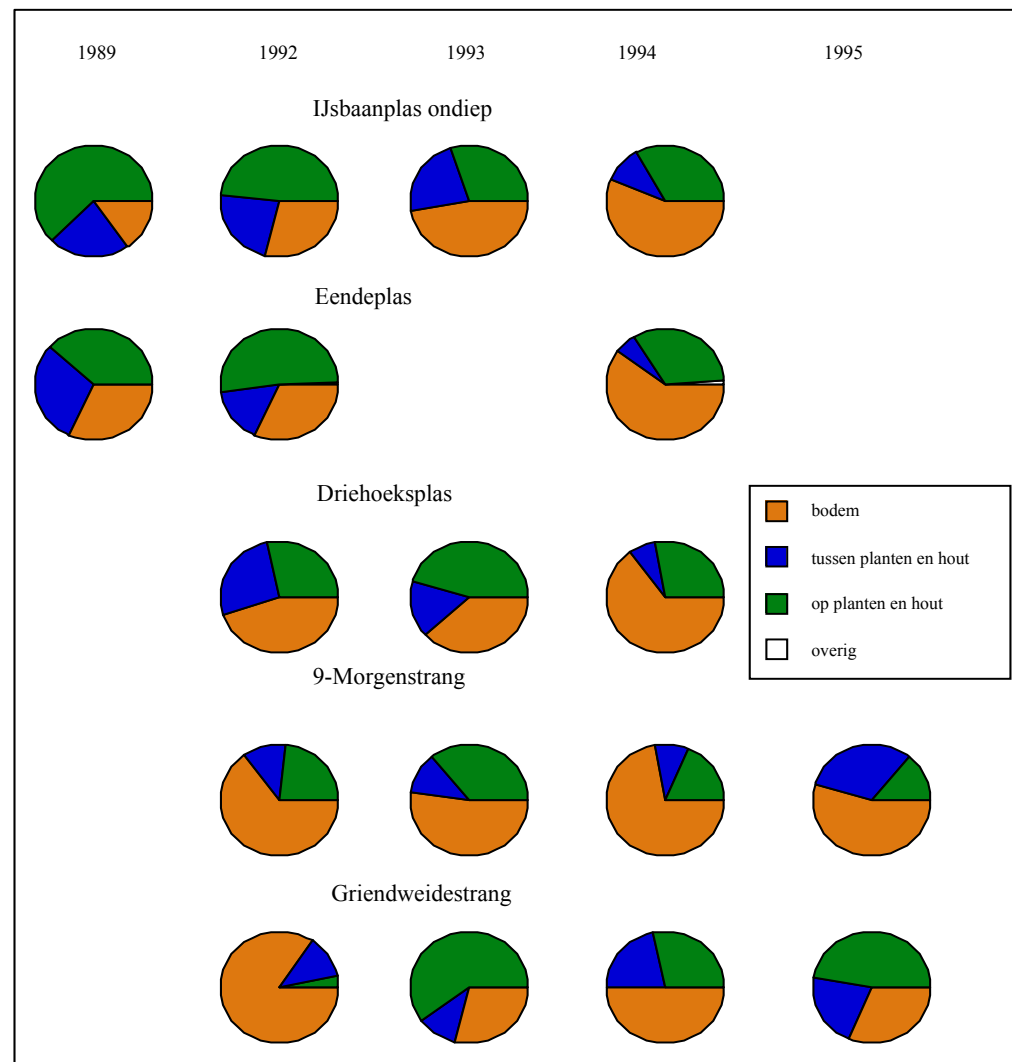 1989 1992 1993 1994 1995
IJsbaanplas ondiep
Eendeplas
Driehoeksplas
bodem
tussen planten en hout
op planten en hout
overig
9-Morgenstrang
Griendweidestrang